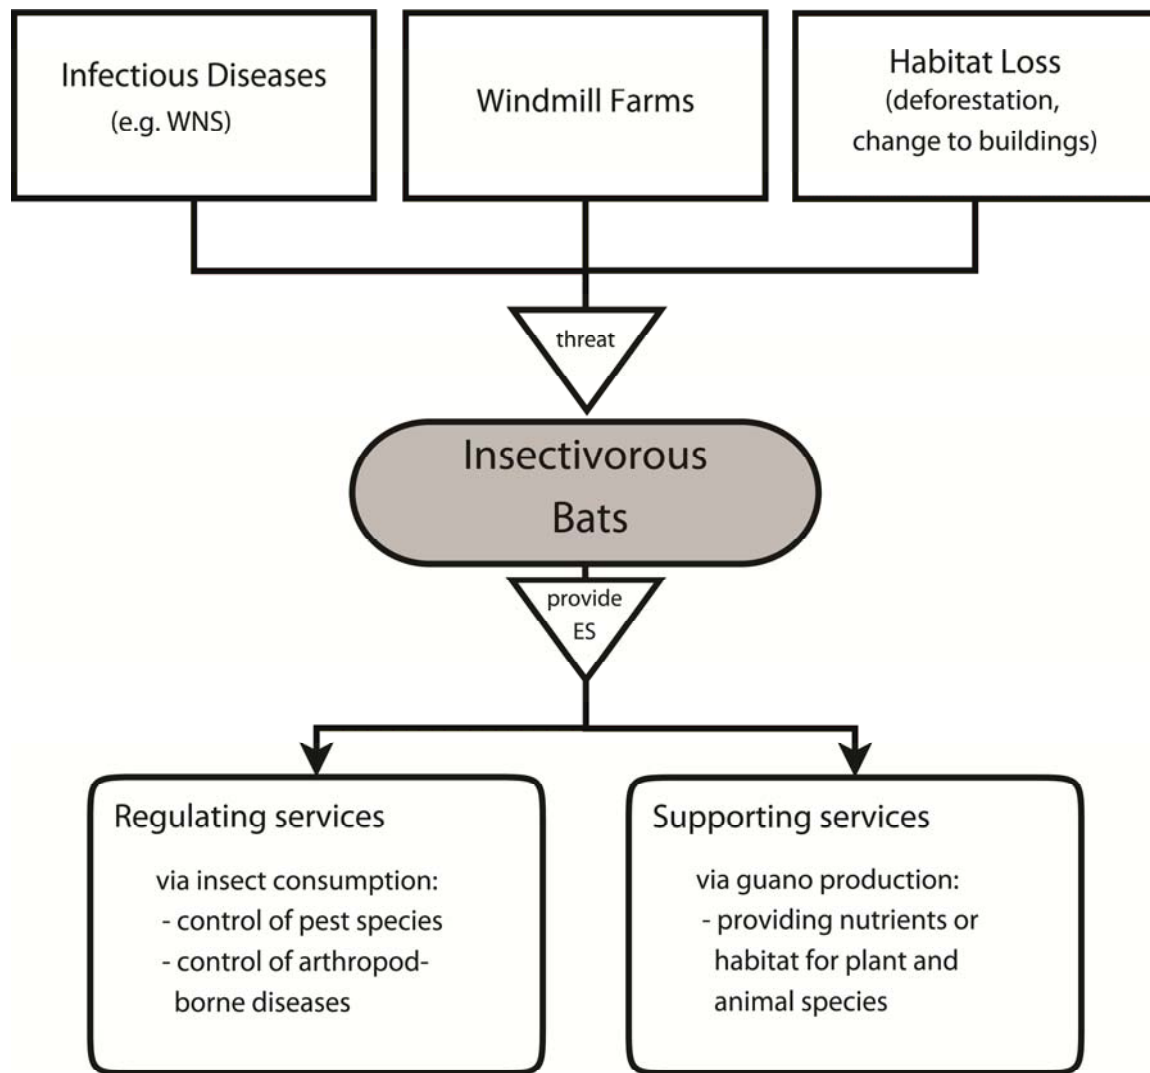 Infectious Diseases
(e.g. WNS)
Windmill Farms
Habitat Loss
(deforestation,
change to buildings)
threat
Insectivorous
Bats
provide
ES
Regulating services
via insect consumption:
- control of pest species
- control of arthropod-
borne diseases
Supporting services
via guano production:
- providing nutrients or
habitat for plant and
animal species